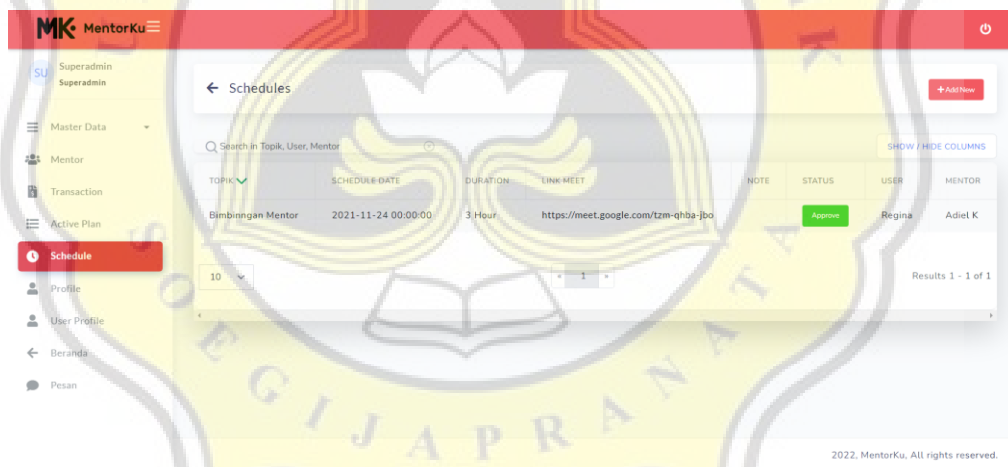 MK MentorKu
SU Superadmin
Superadmin
Master Data
Mentor
Transaction
Active Plan
Schedule
Profile
User Profile
Beranda
Pesan
Schedules
+ Add New
Search in Topik, User, Mentor
SHOW / HIDE COLUMNS
TOPIK SCHEDULE DATE DURATION LINK MEET NOTE STATUS USER MENTOR
Bimbinngan Mentor 2021-11-24 00:00:00 3 Hour https://meet.google.com/tzm-qhba-jbo Approve Regina Adiel K
10 « 1 » Results 1 - 1 of 1
SOEGIJAPRANATA
2022, MentorKu, All rights reserved.